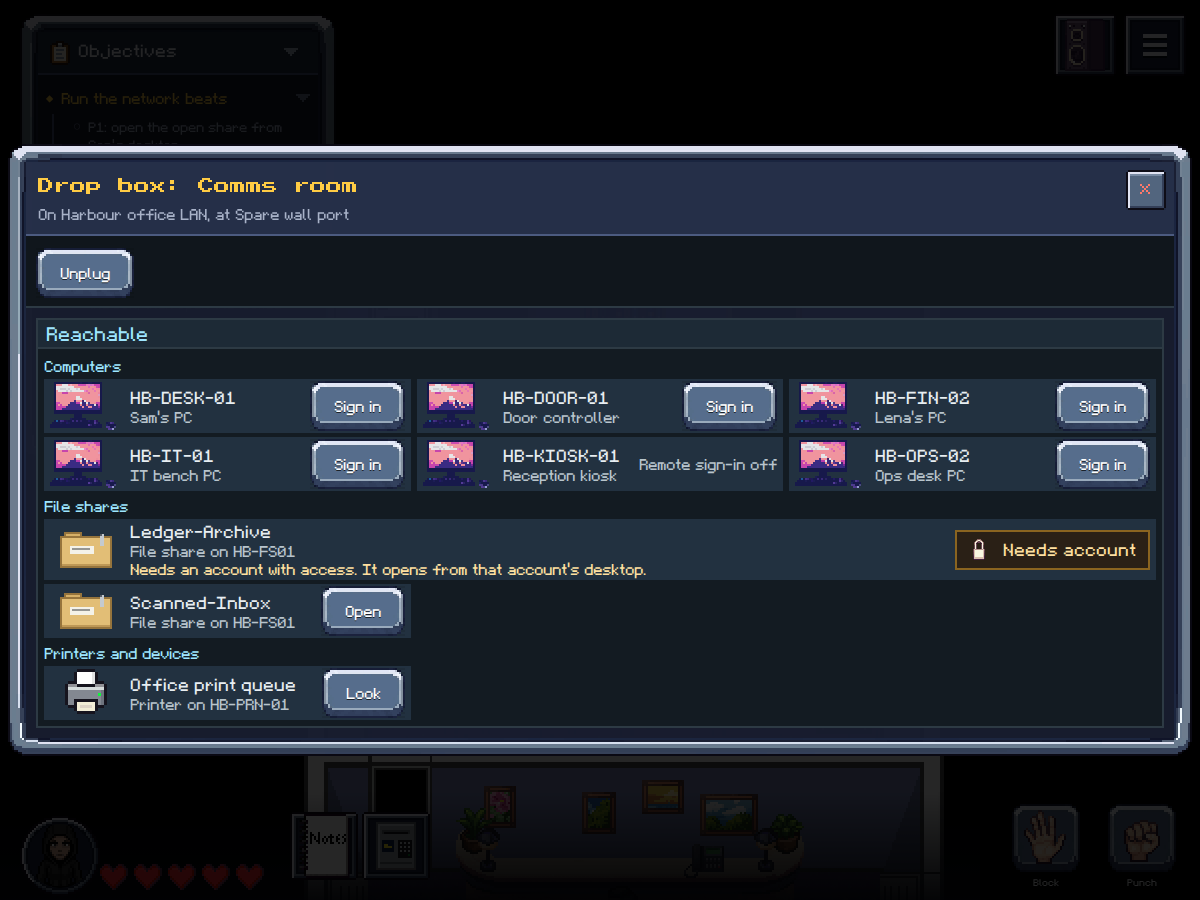 Objectives
Run the network beats
P1: open the open share from
Drop box: Comms room
On Harbour office LAN, at Spare wall port
Unplug
Reachable
Computers
HB-DESK-01
Sam's PC
Sign in
HB-DOOR-01
Door controller
Sign in
HB-FIN-02
Lena's PC
Sign in
HB-IT-01
IT bench PC
Sign in
HB-KIOSK-01
Reception kiosk
Remote sign-in off
HB-OPS-02
Ops desk PC
Sign in
File shares
Ledger-Archive
File share on HB-FS01
Needs an account with access. It opens from that account's desktop.
Needs account
Scanned-Inbox
File share on HB-FS01
Open
Printers and devices
Office print queue
Printer on HB-PRN-01
Look
Notes
Block
Punch